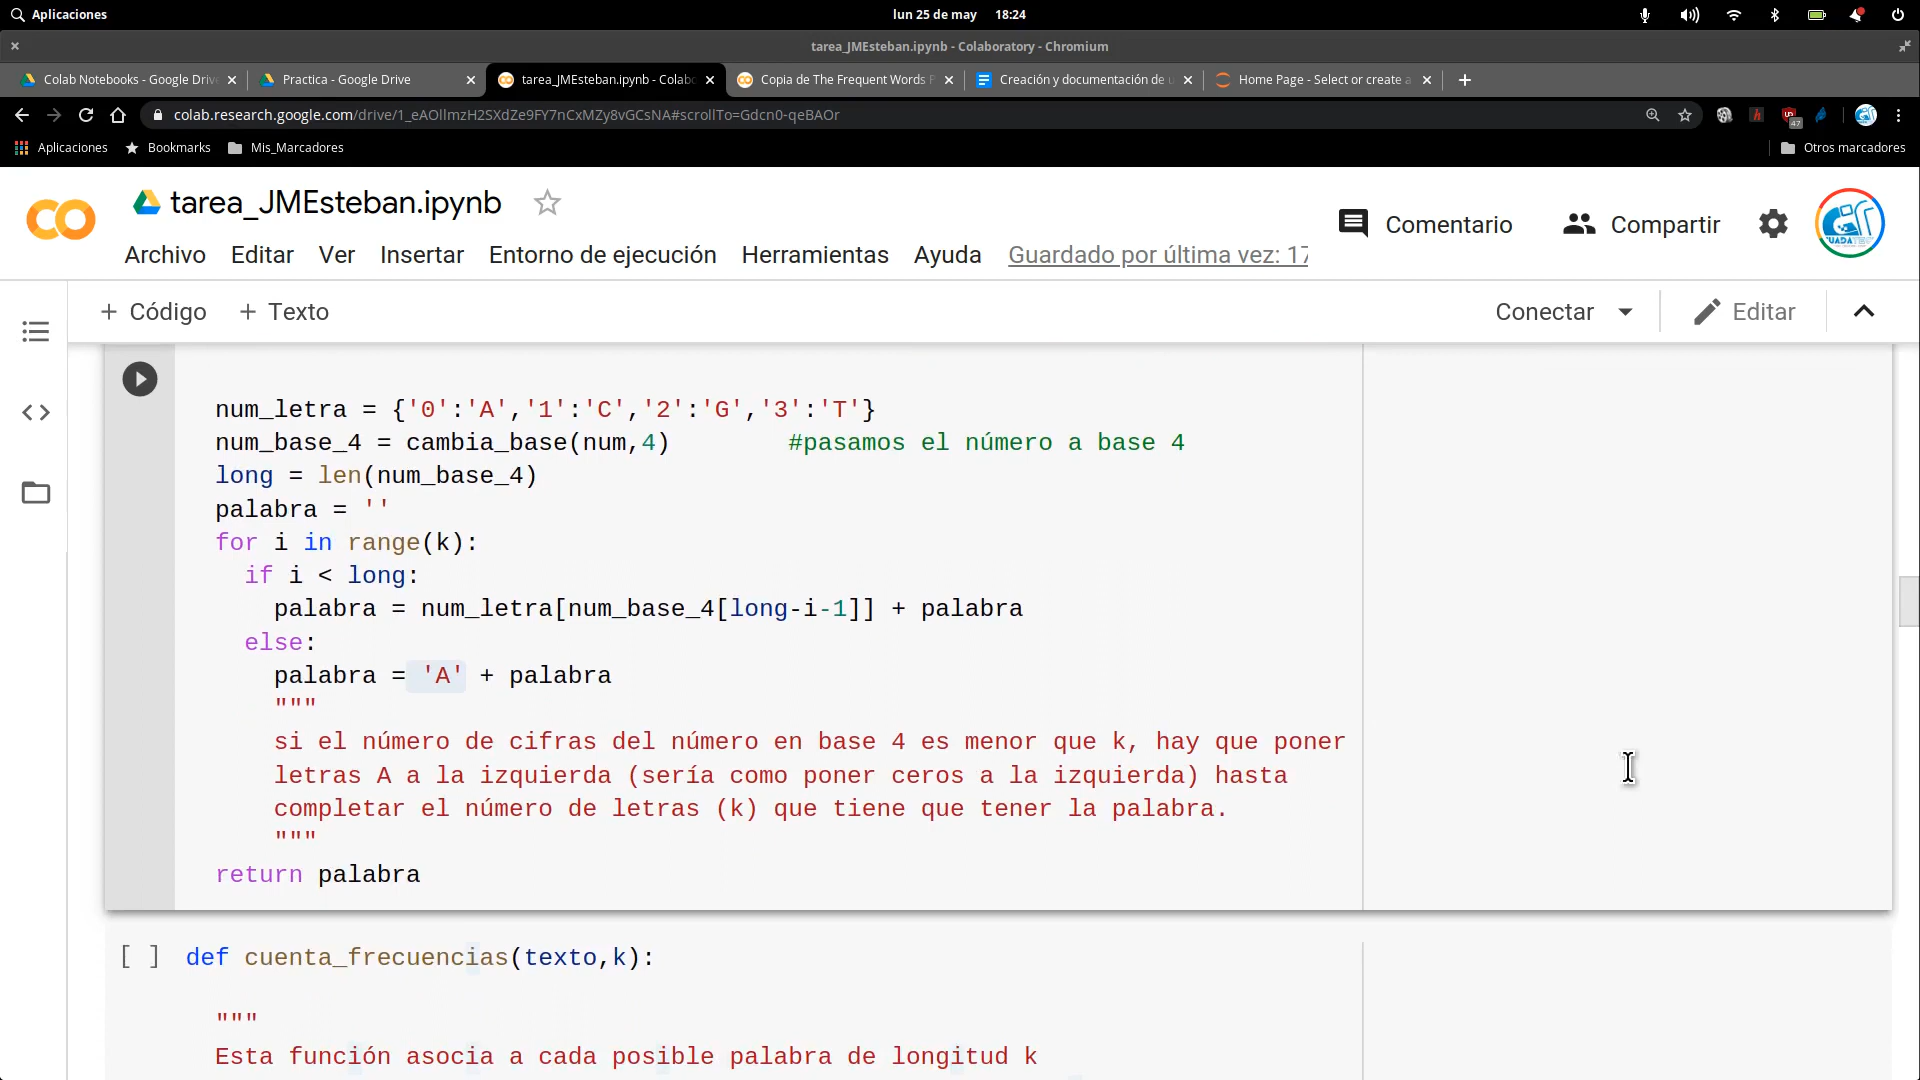 Aplicaciones
lun 25 de may 18:24
tarea_JMEsteban.ipynb - Colaboratory - Chromium
Colab Notebooks - Google Drive
Practica - Google Drive
tarea_JMEsteban.ipynb - Colabo
Copia de The Frequent Words P
Creación y documentación de u
Home Page - Select or create a
colab.research.google.com/drive/1_eAOllmzH2SXdZe9FY7nCxMZy8vGCsNA#scrollTo=Gdcn0-qeBAOr
47
Aplicaciones
Bookmarks
Mis_Marcadores
Otros marcadores
tarea_JMEsteban.ipynb
Comentario
Compartir
Archivo Editar Ver Insertar Entorno de ejecución Herramientas Ayuda Guardado por última vez: 17
+ Código + Texto
Conectar
Editar
num_letra = {'0':'A','1':'C','2':'G','3':'T'}
num_base_4 = cambia_base(num,4) #pasamos el número a base 4
long = len(num_base_4)
palabra = ''
for i in range(k):
if i < long:
palabra = num_letra[num_base_4[long-i-1]] + palabra
else:
palabra = 'A' + palabra
"""
si el número de cifras del número en base 4 es menor que k, hay que poner
letras A a la izquierda (sería como poner ceros a la izquierda) hasta
completar el número de letras (k) que tiene que tener la palabra.
"""
return palabra
[ ] def cuenta_frecuencias(texto,k):
"""
Esta función asocia a cada posible palabra de longitud k